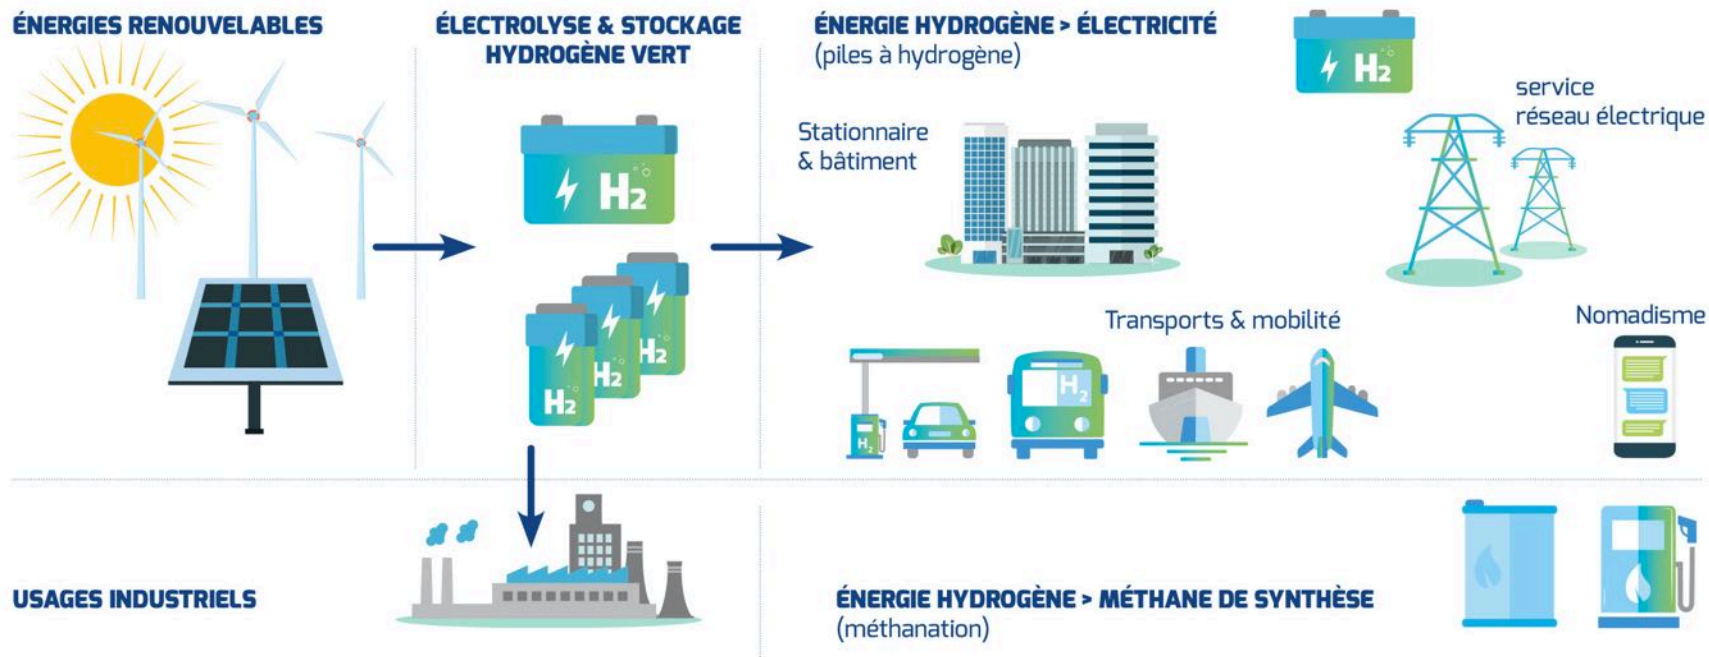 ÉNERGIES RENOUVELABLES
ÉLECTROLYSE & STOCKAGE
HYDROGÈNE VERT
H2
H2
H2
H2
ÉNERGIE HYDROGÈNE > ÉLECTRICITÉ
(piles à hydrogène)
H2
service
réseau électrique
Stationnaire
& bâtiment
Transports & mobilité
H2
H2
Nomadisme
USAGES INDUSTRIELS
ÉNERGIE HYDROGÈNE > MÉTHANE DE SYNTHÈSE
(méthanation)